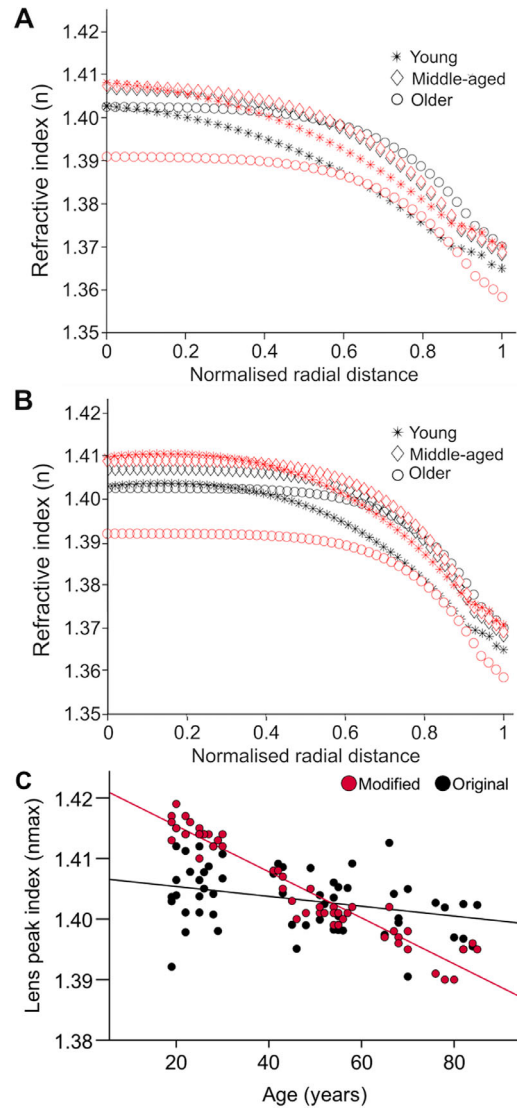 A
1.42
1.41
1.40
1.39
1.38
1.37
1.36
1.35
Refractive index (n)
Young
Middle-aged
Older
0
0.2
0.4
0.6
0.8
1
Normalised radial distance
B
1.42
1.41
1.40
1.39
1.38
1.37
1.36
1.35
Refractive index (n)
Young
Middle-aged
Older
0
0.2
0.4
0.6
0.8
1
Normalised radial distance
C
Modified
Original
1.42
1.41
1.40
1.39
1.38
Lens peak index (nmax)
20
40
60
80
Age (years)